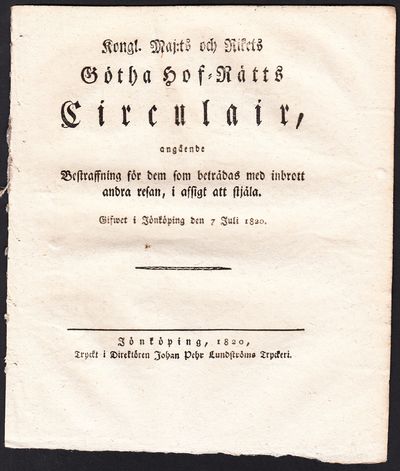 Kongl. Maj:ts och Rikets
Götha Hof-Rätts
Circulair,
angående
Bestraffning för dem som beträdas med inbrott
andra resan, i assigt att stjäla.
Gifwet i Jönköping den 7 Juli 1820.
Jönköping, 1820,
Tryckt i Direktören Johan Pehr Lundströms Tryckeri.